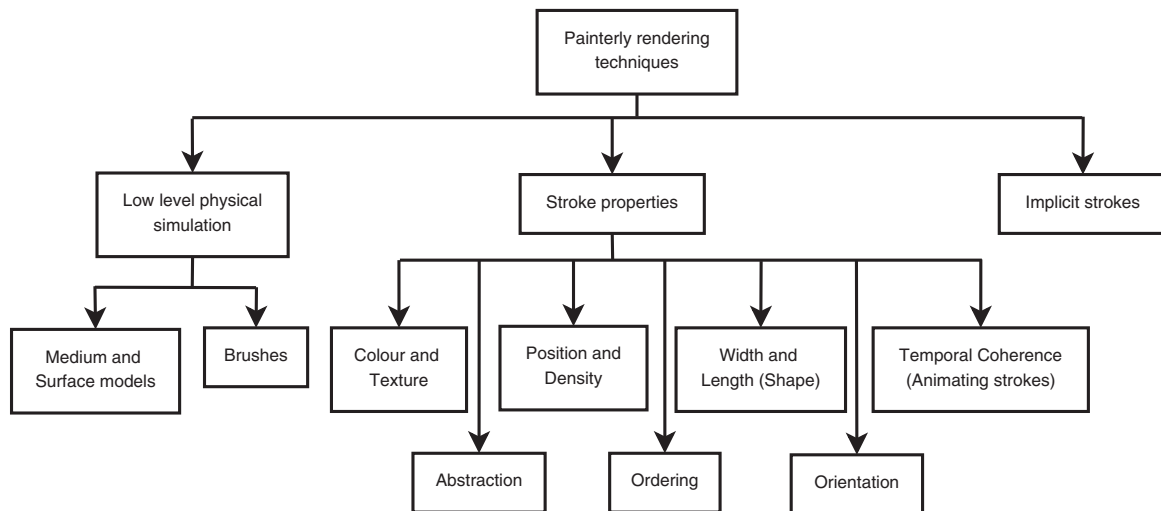 Painterly rendering
techniques
Low level physical
simulation
Stroke properties
Implicit strokes
Medium and
Surface models
Brushes
Colour and
Texture
Position and
Density
Width and
Length (Shape)
Temporal Coherence
(Animating strokes)
Abstraction
Ordering
Orientation